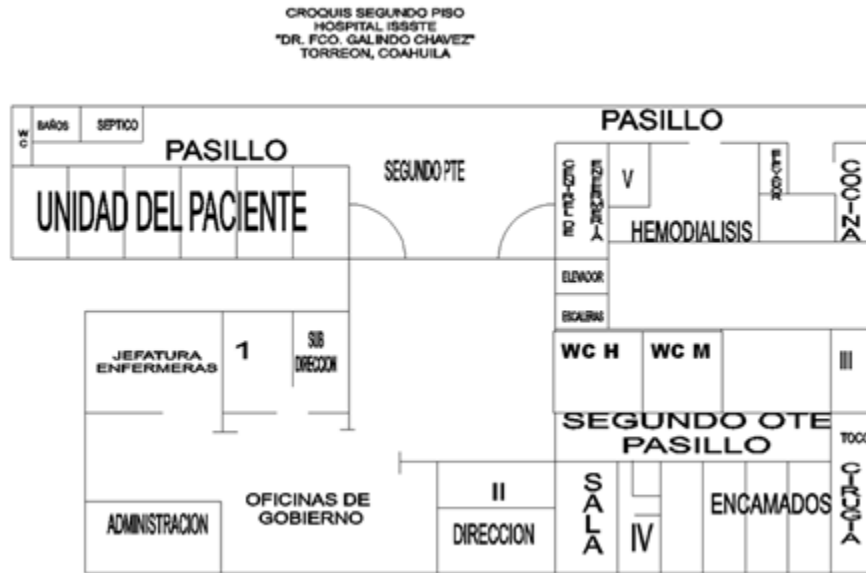 CROQUIS SEGUNDO PISO
HOSPITAL ISSSTE
"DR. FCO. GALINDO CHAVEZ"
TORREON, COAHUILA
WC
BAÑOS
SEPTICO
PASILLO
PASILLO
SEGUNDO PTE
UNIDAD DEL PACIENTE
CENTRAL DE
ENFERMERIA
V
ELEVADOR
COCINA
HEMODIALISIS
ELEVADOR
ESCALERAS
JEFATURA
ENFERMERAS
1
SUB
DIRECCION
WC H
WC M
III
SEGUNDO OTE
PASILLO
TOCO
CIRUGIA
ADMINISTRACION
OFICINAS DE
GOBIERNO
II
DIRECCION
SALA
IV
ENCAMADOS